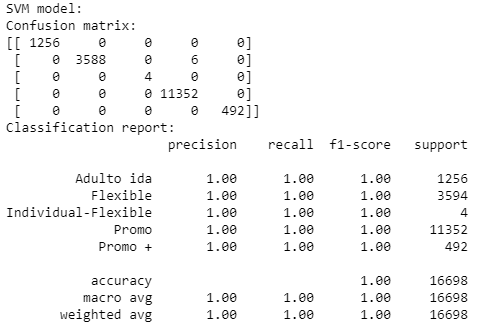 SVM model:
Confusion matrix:
[[ 1256 0 0 0 0]
[ 0 3588 0 6 0]
[ 0 0 4 0 0]
[ 0 0 0 11352 0]
[ 0 0 0 0 492]]
Classification report:
precision recall f1-score support
Adulto ida 1.00 1.00 1.00 1256
Flexible 1.00 1.00 1.00 3594
Individual-Flexible 1.00 1.00 1.00 4
Promo 1.00 1.00 1.00 11352
Promo + 1.00 1.00 1.00 492
accuracy 1.00 16698
macro avg 1.00 1.00 1.00 16698
weighted avg 1.00 1.00 1.00 16698